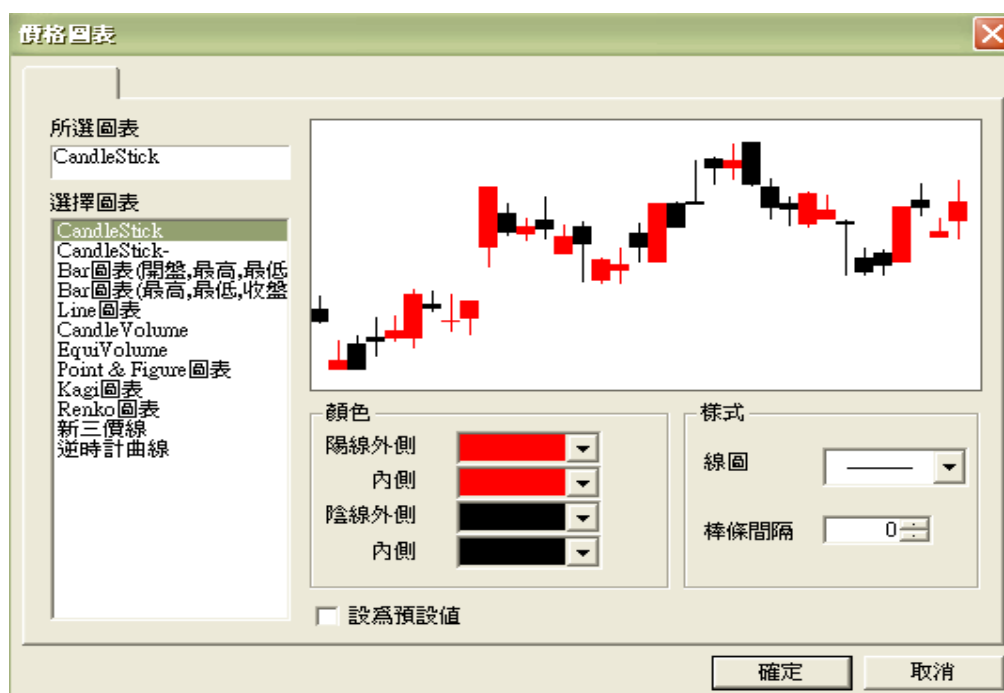 價格圖表
所選圖表
CandleStick
選擇圖表
CandleStick
CandleStick-
Bar圖表(開盤,最高,最低
Bar圖表(最高,最低,收盤
Line圖表
CandleVolume
EquiVolume
Point & Figure圖表
Kagi圖表
Renko圖表
新三價線
逆時計曲線
顏色
陽線外側
內側
陰線外側
內側
樣式
線圖
棒條間隔
0
設為預設值
確定
取消